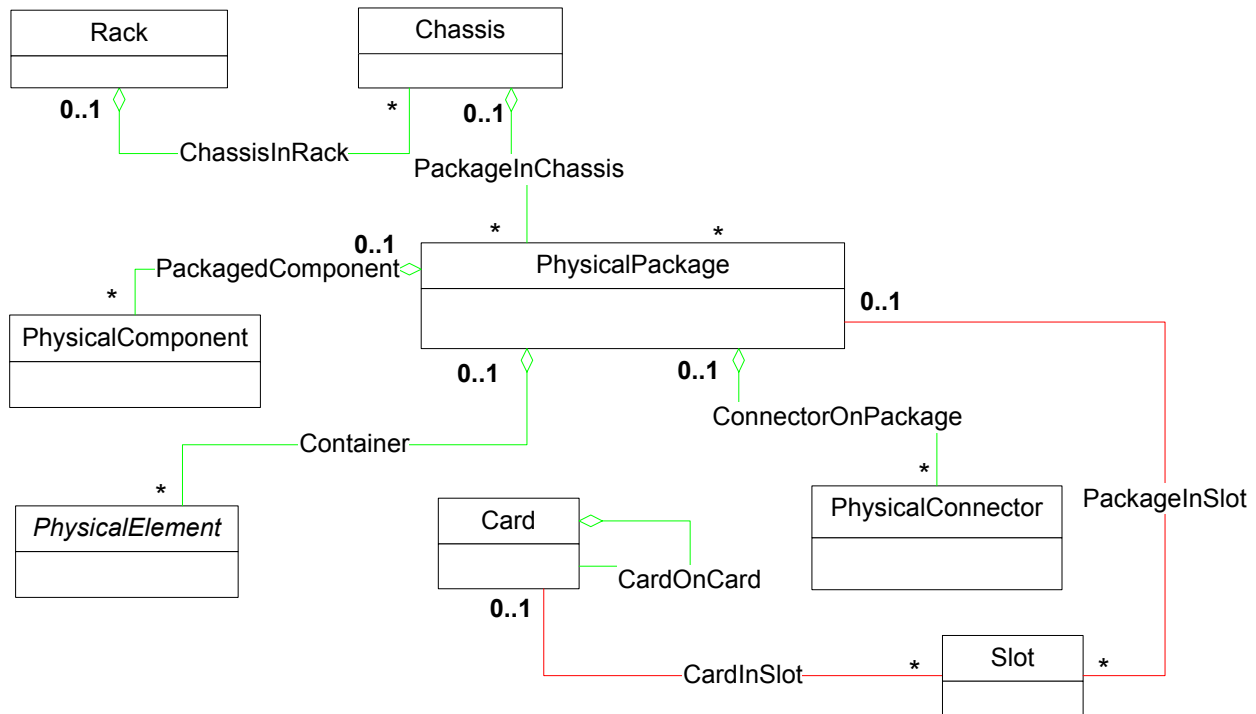 Rack
Chassis
0..1
*
0..1
ChassisInRack
PackageInChassis
*
*
0..1
PhysicalPackage
PackagedComponent
*
0..1
PhysicalComponent
0..1
0..1
ConnectorOnPackage
Container
*
*
PhysicalElement
Card
PhysicalConnector
PackageInSlot
CardOnCard
0..1
CardInSlot
*
Slot
*